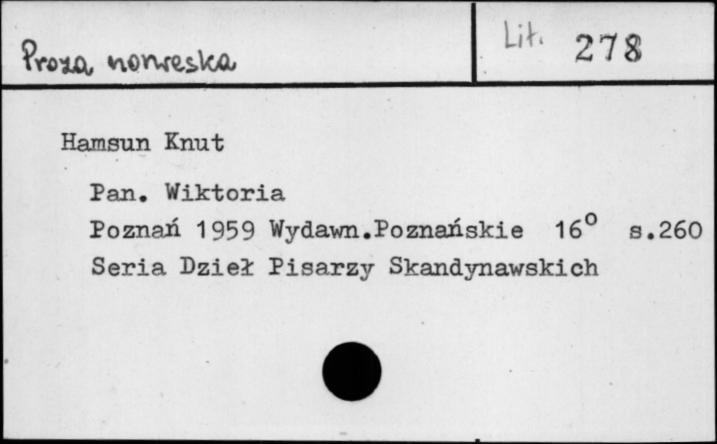 Proza norweska
Lit. 278
Hamsun Knut
Pan. Wiktoria
Poznań 1959 Wydawn.Poznańskie 16° s.260
Seria Dzieł Pisarzy Skandynawskich